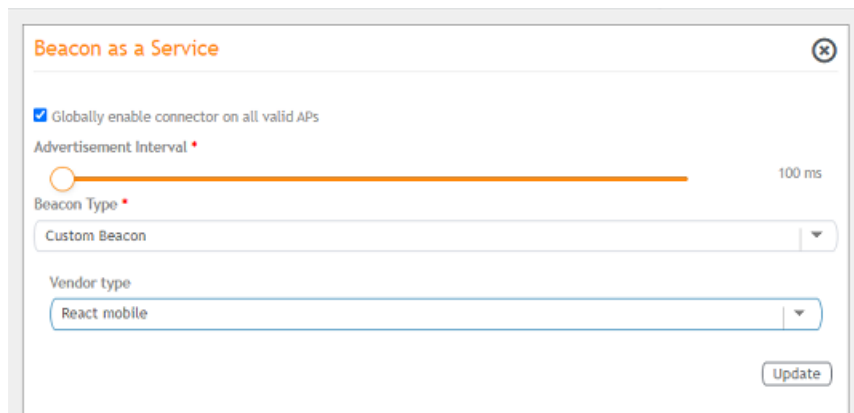 Beacon as a Service
Globally enable connector on all valid APs
Advertisement Interval *
100 ms
Beacon Type *
Custom Beacon
Vendor type
React mobile
Update